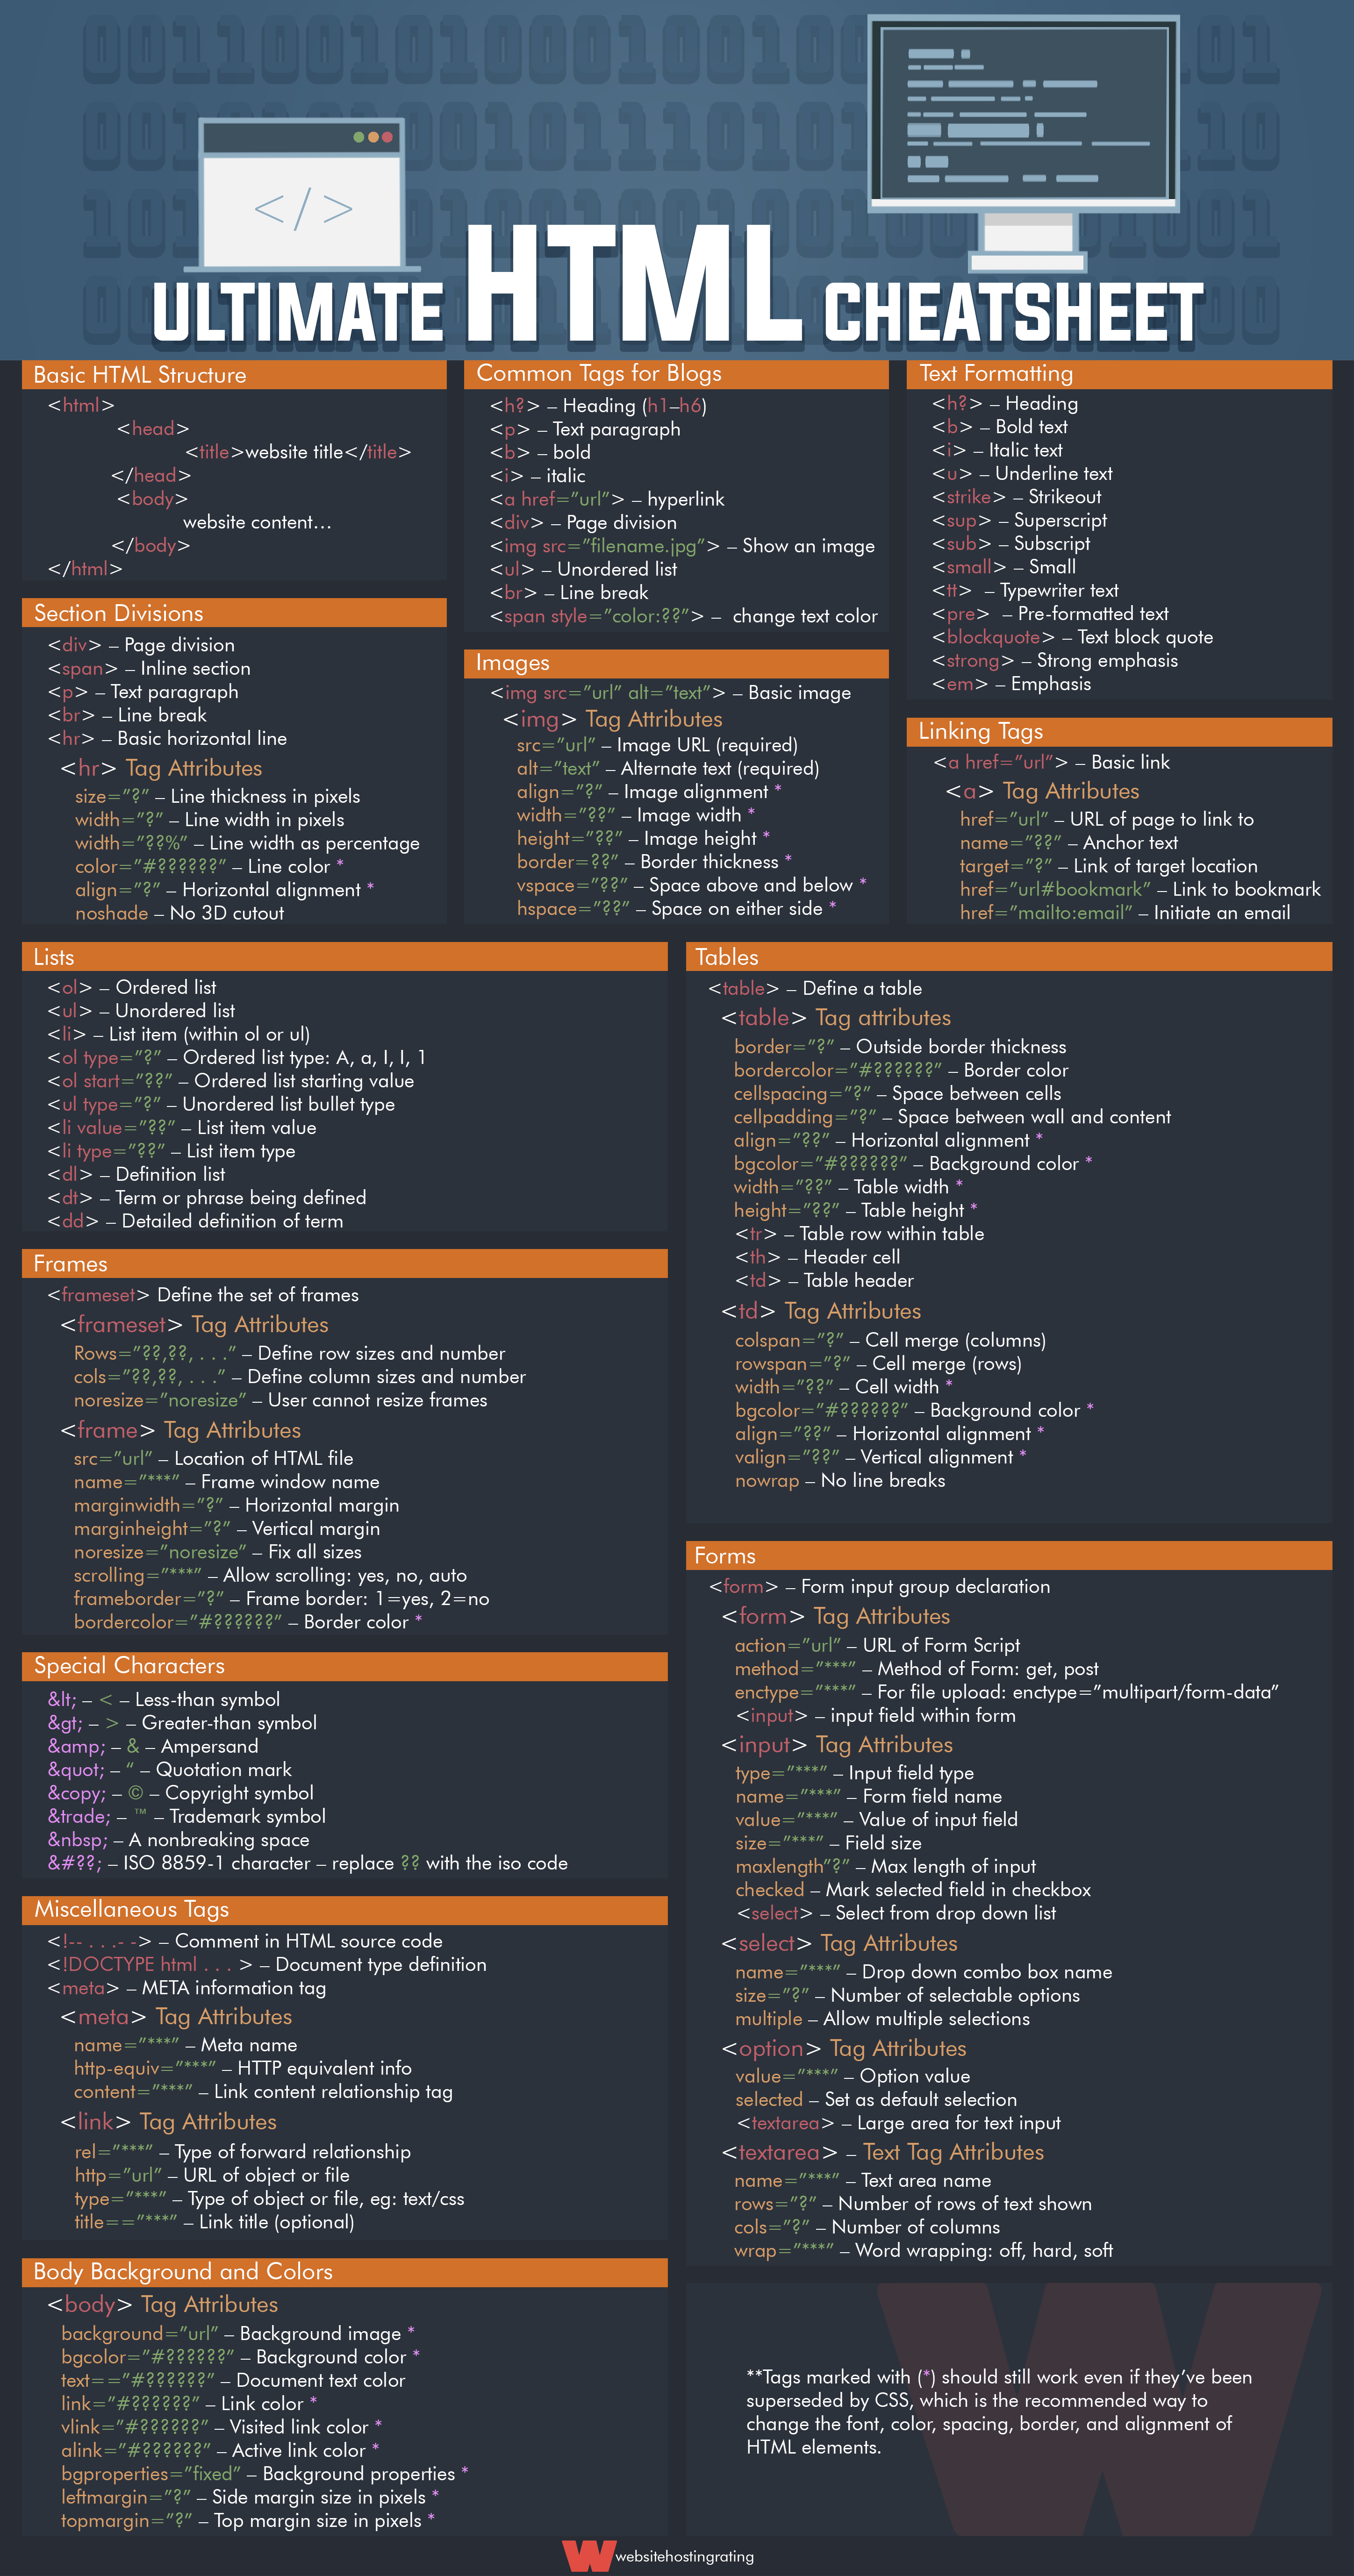 ULTIMATE HTML CHEATSHEET
Basic HTML Structure
<html>
<head>
<title>website title</title>
</head>
<body>
website content...
</body>
</html>
Section Divisions
<div> – Page division
<span> – Inline section
<p> – Text paragraph
<br> – Line break
<hr> – Basic horizontal line
<hr> Tag Attributes
size="?" – Line thickness in pixels
width="?" – Line width in pixels
width="??%" – Line width as percentage
color="#??????" – Line color *
align="?" – Horizontal alignment *
noshade – No 3D cutout
Common Tags for Blogs
<h?> – Heading (h1–h6)
<p> – Text paragraph
<b> – bold
<i> – italic
<a href="url"> – hyperlink
<div> – Page division
<img src="filename.jpg"> – Show an image
<ul> – Unordered list
<br> – Line break
<span style="color:??"> – change text color
Images
<img src="url" alt="text"> – Basic image
<img> Tag Attributes
src="url" – Image URL (required)
alt="text" – Alternate text (required)
align="?" – Image alignment *
width="??" – Image width *
height="??" – Image height *
border=??" – Border thickness *
vspace="??" – Space above and below *
hspace="??" – Space on either side *
Text Formatting
<h?> – Heading
<b> – Bold text
<i> – Italic text
<u> – Underline text
<strike> – Strikeout
<sup> – Superscript
<sub> – Subscript
<small> – Small
<tt> – Typewriter text
<pre> – Pre-formatted text
<blockquote> – Text block quote
<strong> – Strong emphasis
<em> – Emphasis
Linking Tags
<a href="url"> – Basic link
<a> Tag Attributes
href="url" – URL of page to link to
name="??" – Anchor text
target="?" – Link of target location
href="url#bookmark" – Link to bookmark
href="mailto:email" – Initiate an email
Lists
<ol> – Ordered list
<ul> – Unordered list
<li> – List item (within ol or ul)
<ol type="?" – Ordered list type: A, a, I, I, 1
<ol start="??" – Ordered list starting value
<ul type="?" – Unordered list bullet type
<li value="??" – List item value
<li type="??" – List item type
<dl> – Definition list
<dt> – Term or phrase being defined
<dd> – Detailed definition of term
Frames
<frameset> Define the set of frames
<frameset> Tag Attributes
Rows="??,??, . . ." – Define row sizes and number
cols="??,??, . . ." – Define column sizes and number
noresize="noresize" – User cannot resize frames
<frame> Tag Attributes
src="url" – Location of HTML file
name="***" – Frame window name
marginwidth="?" – Horizontal margin
marginheight="?" – Vertical margin
noresize="noresize" – Fix all sizes
scrolling="***" – Allow scrolling: yes, no, auto
frameborder="?" – Frame border: 1=yes, 2=no
bordercolor="#??????" – Border color *
Special Characters
&lt; – < – Less-than symbol
&gt; – > – Greater-than symbol
&amp; – & – Ampersand
&quot; – “ – Quotation mark
&copy; – © – Copyright symbol
&trade; – ™ – Trademark symbol
&nbsp; – A nonbreaking space
&#??; – ISO 8859-1 character – replace ?? with the iso code
Miscellaneous Tags
<!-- . . .- -> – Comment in HTML source code
<!DOCTYPE html . . . > – Document type definition
<meta> – META information tag
<meta> Tag Attributes
name="***" – Meta name
http-equiv="***" – HTTP equivalent info
content="***" – Link content relationship tag
<link> Tag Attributes
rel="***" – Type of forward relationship
http="url" – URL of object or file
type="***" – Type of object or file, eg: text/css
title=="***" – Link title (optional)
Body Background and Colors
<body> Tag Attributes
background="url" – Background image *
bgcolor="#??????" – Background color *
text=="#??????" – Document text color
link="#??????" – Link color *
vlink="#??????" – Visited link color *
alink="#??????" – Active link color *
bgproperties="fixed" – Background properties *
leftmargin="?" – Side margin size in pixels *
topmargin="?" – Top margin size in pixels *
Tables
<table> – Define a table
<table> Tag attributes
border="?" – Outside border thickness
bordercolor="#??????" – Border color
cellspacing="?" – Space between cells
cellpadding="?" – Space between wall and content
align="??" – Horizontal alignment *
bgcolor="#??????" – Background color *
width="??" – Table width *
height="??" – Table height *
<tr> – Table row within table
<th> – Header cell
<td> – Table header
<td> Tag Attributes
colspan="?" – Cell merge (columns)
rowspan="?" – Cell merge (rows)
width="??" – Cell width *
bgcolor="#??????" – Background color *
align="??" – Horizontal alignment *
valign="??" – Vertical alignment *
nowrap – No line breaks
Forms
<form> – Form input group declaration
<form> Tag Attributes
action="url" – URL of Form Script
method="***" – Method of Form: get, post
enctype="***" – For file upload: enctype="multipart/form-data"
<input> – input field within form
<input> Tag Attributes
type="***" – Input field type
name="***" – Form field name
value="***" – Value of input field
size="***" – Field size
maxlength"?" – Max length of input
checked – Mark selected field in checkbox
<select> – Select from drop down list
<select> Tag Attributes
name="***" – Drop down combo box name
size="?" – Number of selectable options
multiple – Allow multiple selections
<option> Tag Attributes
value="***" – Option value
selected – Set as default selection
<textarea> – Large area for text input
<textarea> – Text Tag Attributes
name="***" – Text area name
rows="?" – Number of rows of text shown
cols="?" – Number of columns
wrap="***" – Word wrapping: off, hard, soft
**Tags marked with (*) should still work even if they’ve been
superseded by CSS, which is the recommended way to
change the font, color, spacing, border, and alignment of
HTML elements.
websitehostingrating